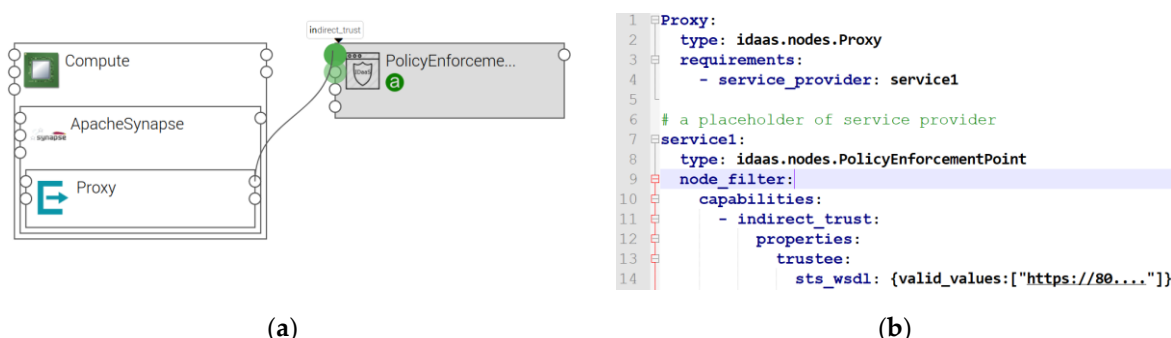 indirect_trust
Compute
PolicyEnforceme...
IDaaS
a
ApacheSynapse
synapse
Proxy
(a)
1 Proxy:
2 type: idaas.nodes.Proxy
3 requirements:
4 - service_provider: service1
5
6 # a placeholder of service provider
7 service1:
8 type: idaas.nodes.PolicyEnforcementPoint
9 node_filter:
10 capabilities:
11 - indirect_trust:
12 properties:
13 trustee:
14 sts_wsdl: {valid_values:["https://80...."]}
(b)